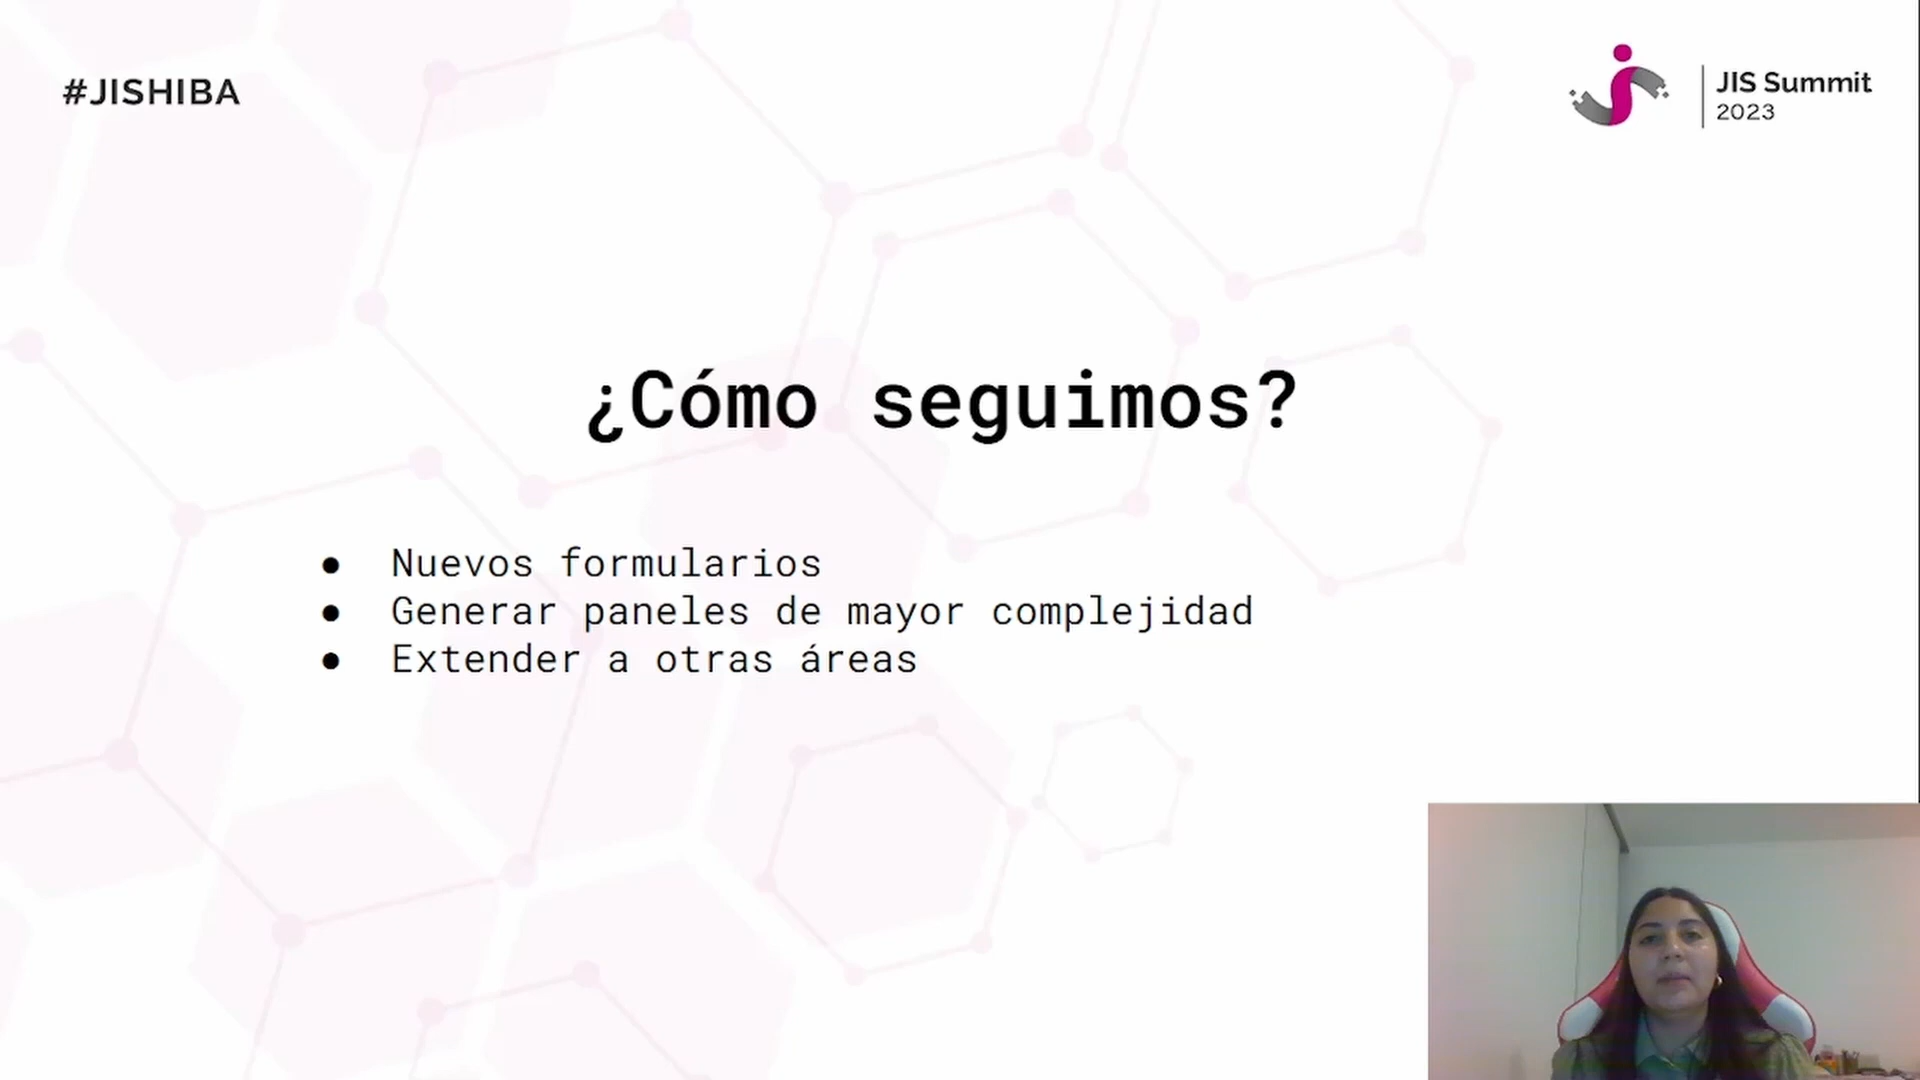 #JISHIBA
JIS Summit
2023
¿Cómo seguimos?
● Nuevos formularios
● Generar paneles de mayor complejidad
● Extender a otras áreas